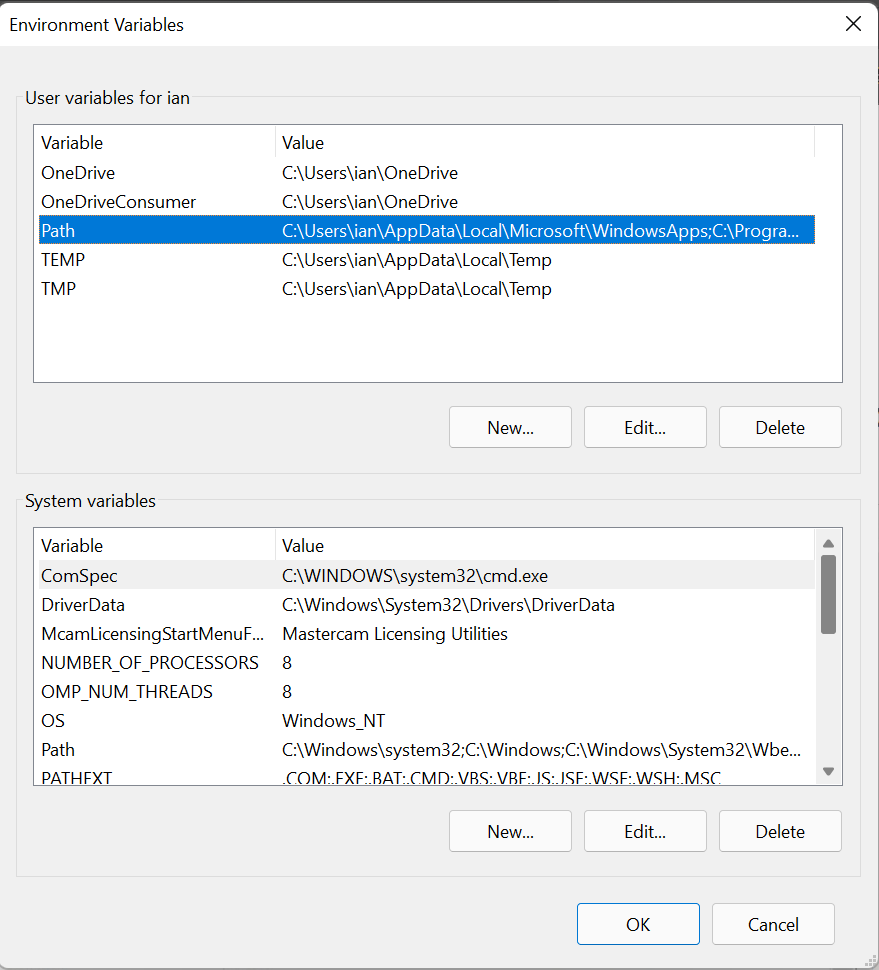 Environment Variables
User variables for ian
Variable Value
OneDrive C:\Users\ian\OneDrive
OneDriveConsumer C:\Users\ian\OneDrive
Path C:\Users\ian\AppData\Local\Microsoft\WindowsApps;C:\Progra...
TEMP C:\Users\ian\AppData\Local\Temp
TMP C:\Users\ian\AppData\Local\Temp
New... Edit... Delete
System variables
Variable Value
ComSpec C:\WINDOWS\system32\cmd.exe
DriverData C:\Windows\System32\Drivers\DriverData
McamLicensingStartMenuF... Mastercam Licensing Utilities
NUMBER_OF_PROCESSORS 8
OMP_NUM_THREADS 8
OS Windows_NT
Path C:\Windows\system32;C:\Windows;C:\Windows\System32\Wbe...
PATHEXT .COM;.EXE;.BAT;.CMD;.VBS;.VBE;.JS;.JSE;.WSF;.WSH;.MSC
New... Edit... Delete
OK Cancel